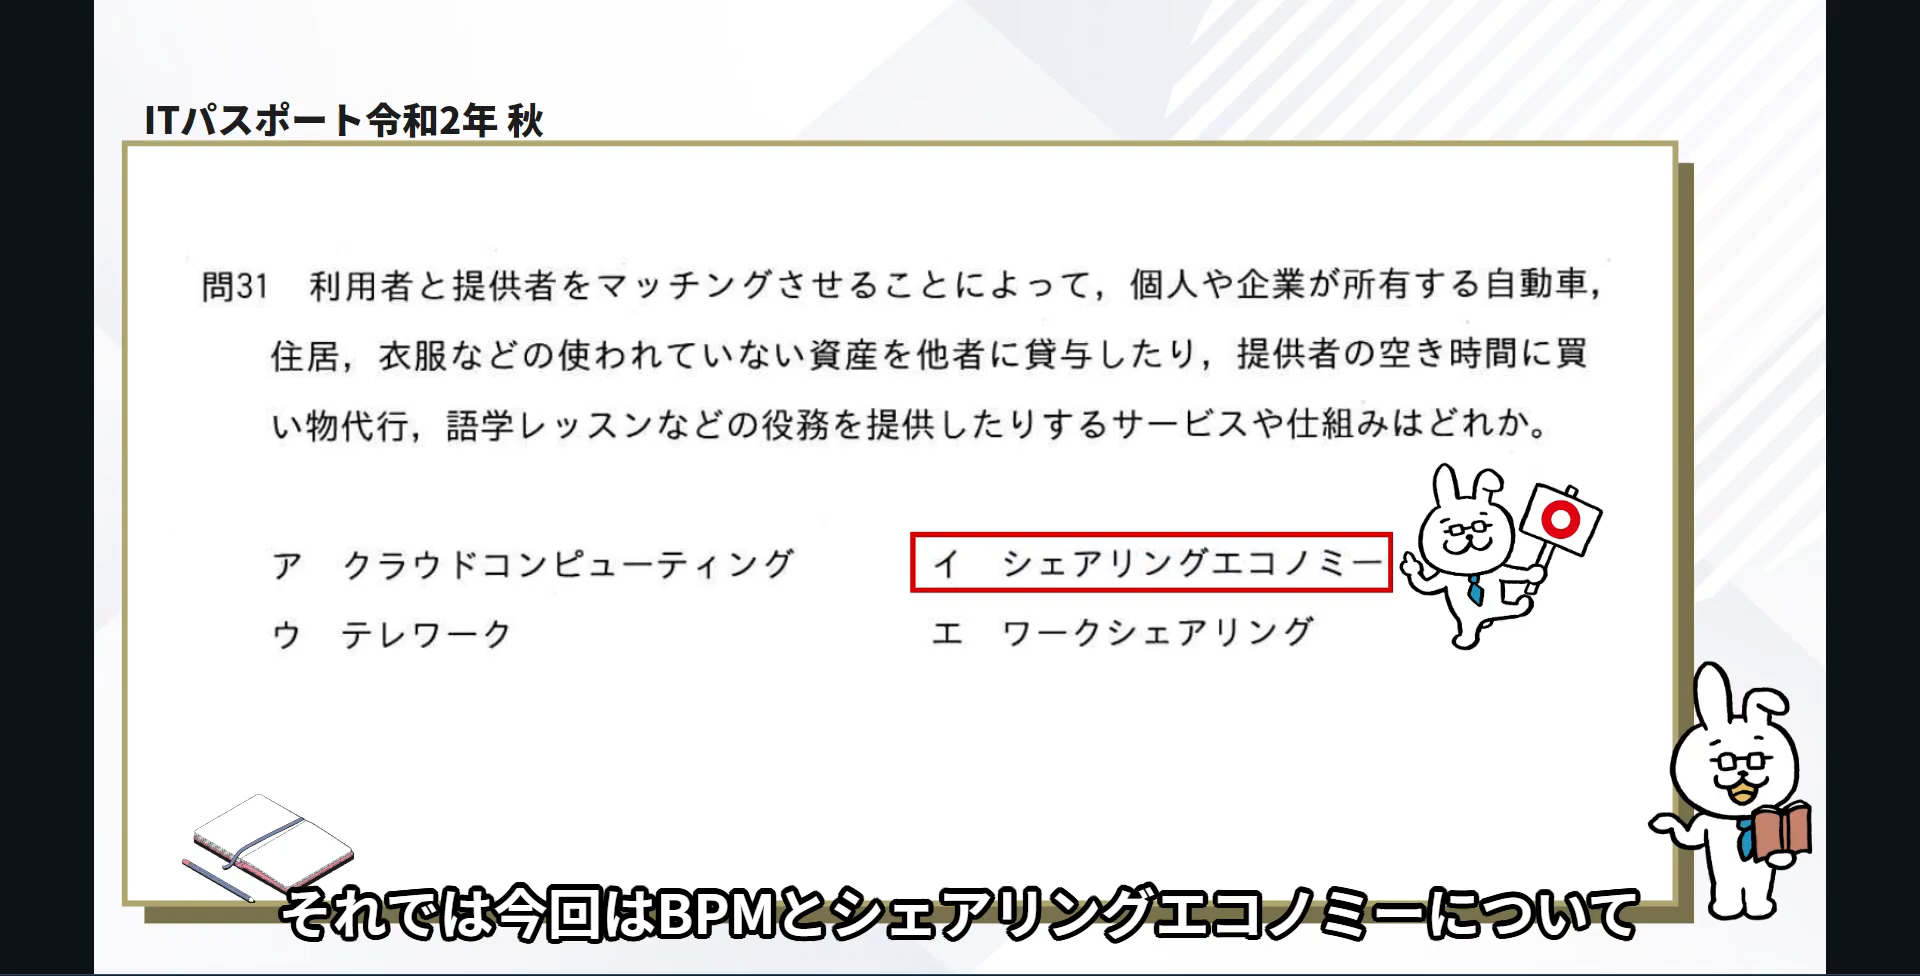 ITパスポート令和2年 秋
問31　利用者と提供者をマッチングさせることによって，個人や企業が所有する自動車，
住居，衣服などの使われていない資産を他者に貸与したり，提供者の空き時間に買
い物代行，語学レッスンなどの役務を提供したりするサービスや仕組みはどれか。
ア　クラウドコンピューティング　イ　シェアリングエコノミー
ウ　テレワーク　エ　ワークシェアリング
それでは今回はBPMとシェアリングエコノミーについて